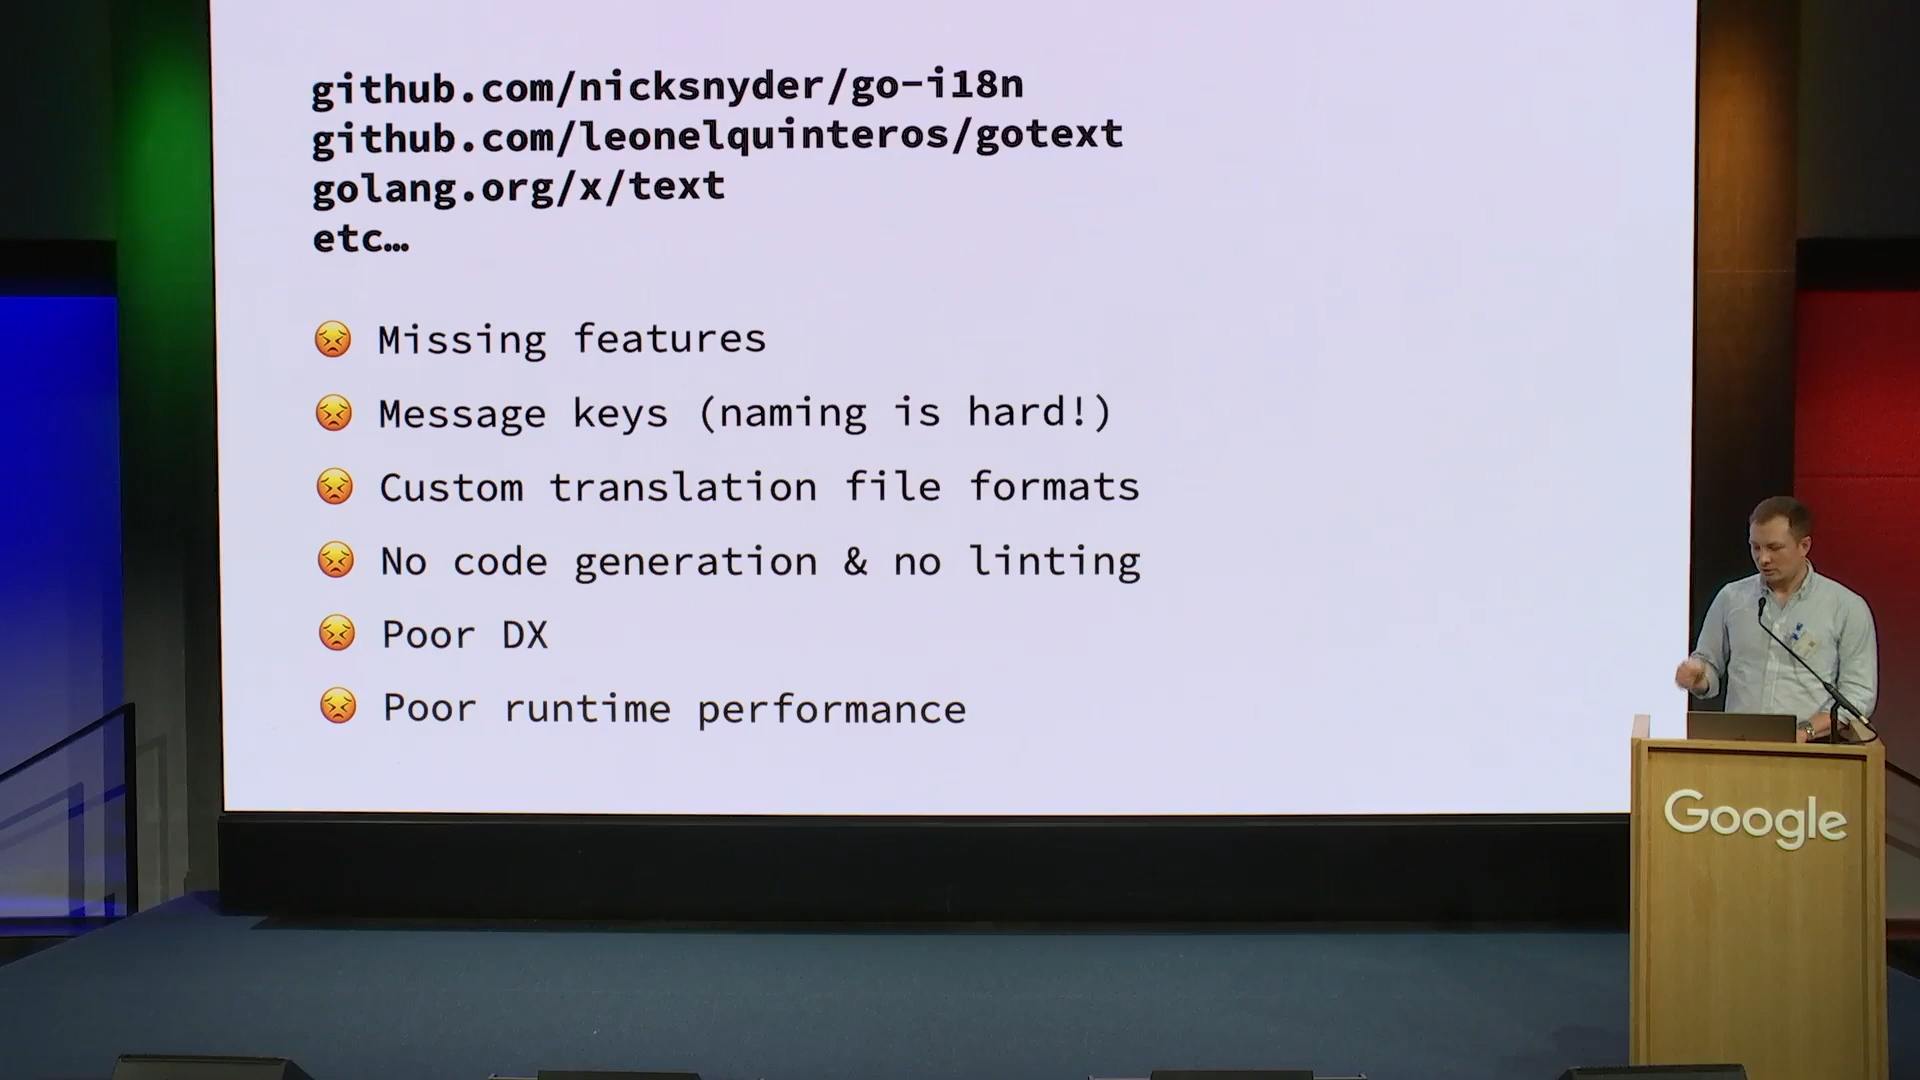 github.com/nicksnyder/go-i18n
github.com/leonelquinteros/gotext
golang.org/x/text
etc…
😣 Missing features
😣 Message keys (naming is hard!)
😣 Custom translation file formats
😣 No code generation & no linting
😣 Poor DX
😣 Poor runtime performance
Google